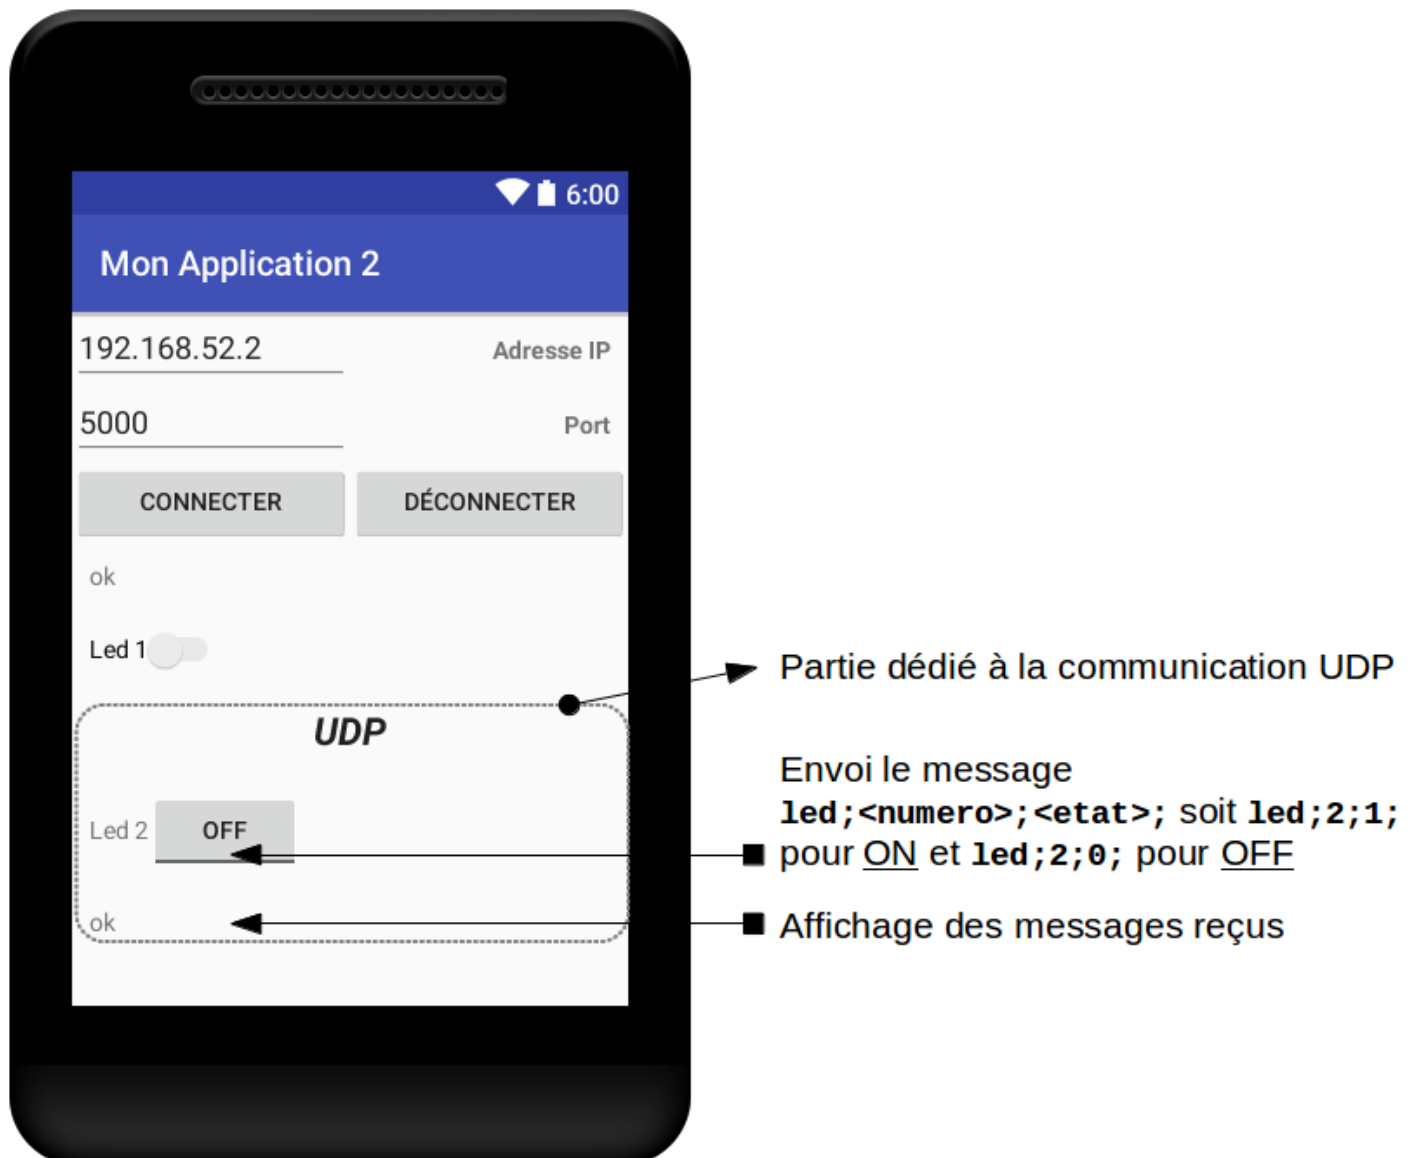 6:00
Mon Application 2
192.168.52.2 Adresse IP
5000 Port
CONNECTER DÉCONNECTER
ok
Led 1
UDP
Led 2 OFF
ok
Partie dédié à la communication UDP
Envoi le message
led;<numero>;<etat>; soit led;2;1;
pour ON et led;2;0; pour OFF
Affichage des messages reçus